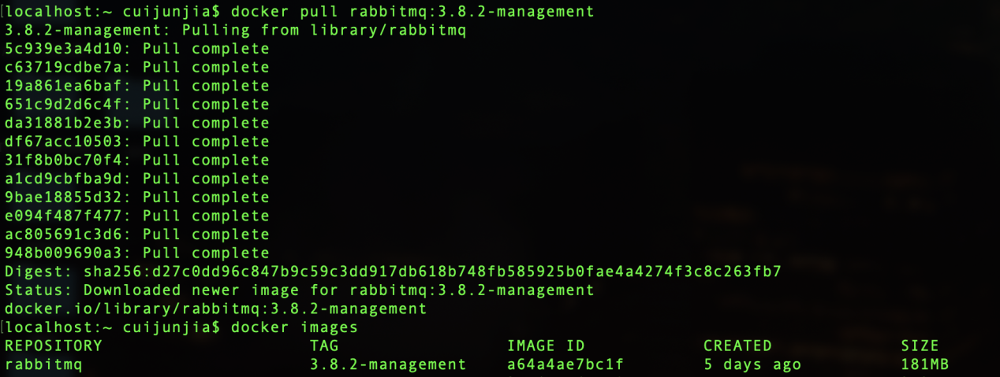 [localhost:~ cuijunjia$ docker pull rabbitmq:3.8.2-management
3.8.2-management: Pulling from library/rabbitmq
5c939e3a4d10: Pull complete
c63719cdbe7a: Pull complete
19a861ea6baf: Pull complete
651c9d2d6c4f: Pull complete
da31881b2e3b: Pull complete
df67acc10503: Pull complete
31f8b0bc70f4: Pull complete
a1cd9cbfba9d: Pull complete
9bae18855d32: Pull complete
e094f487f477: Pull complete
ac805691c3d6: Pull complete
948b009690a3: Pull complete
Digest: sha256:d27c0dd96c847b9c59c3dd917db618b748fb585925b0fae4a4274f3c8c263fb7
Status: Downloaded newer image for rabbitmq:3.8.2-management
docker.io/library/rabbitmq:3.8.2-management
[localhost:~ cuijunjia$ docker images
REPOSITORY TAG IMAGE ID CREATED SIZE
rabbitmq 3.8.2-management a64a4ae7bc1f 5 days ago 181MB